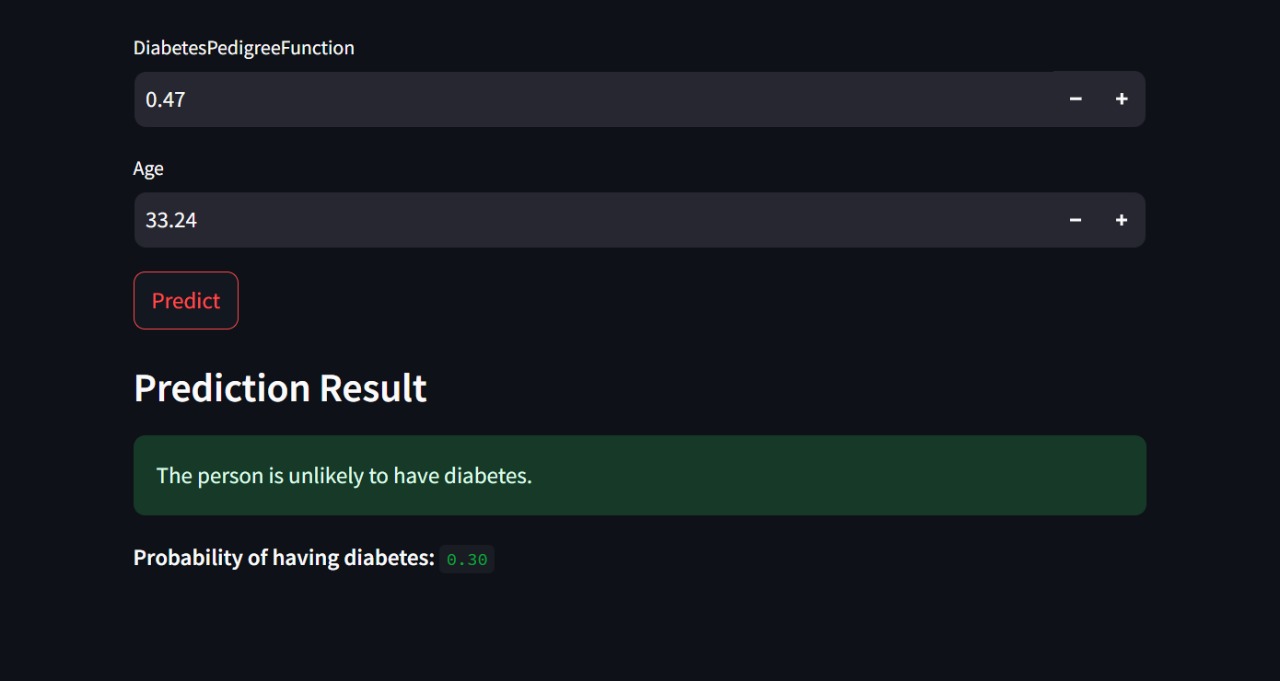 DiabetesPedigreeFunction
0.47 − +
Age
33.24 − +
Predict
Prediction Result
The person is unlikely to have diabetes.
Probability of having diabetes: 0.30